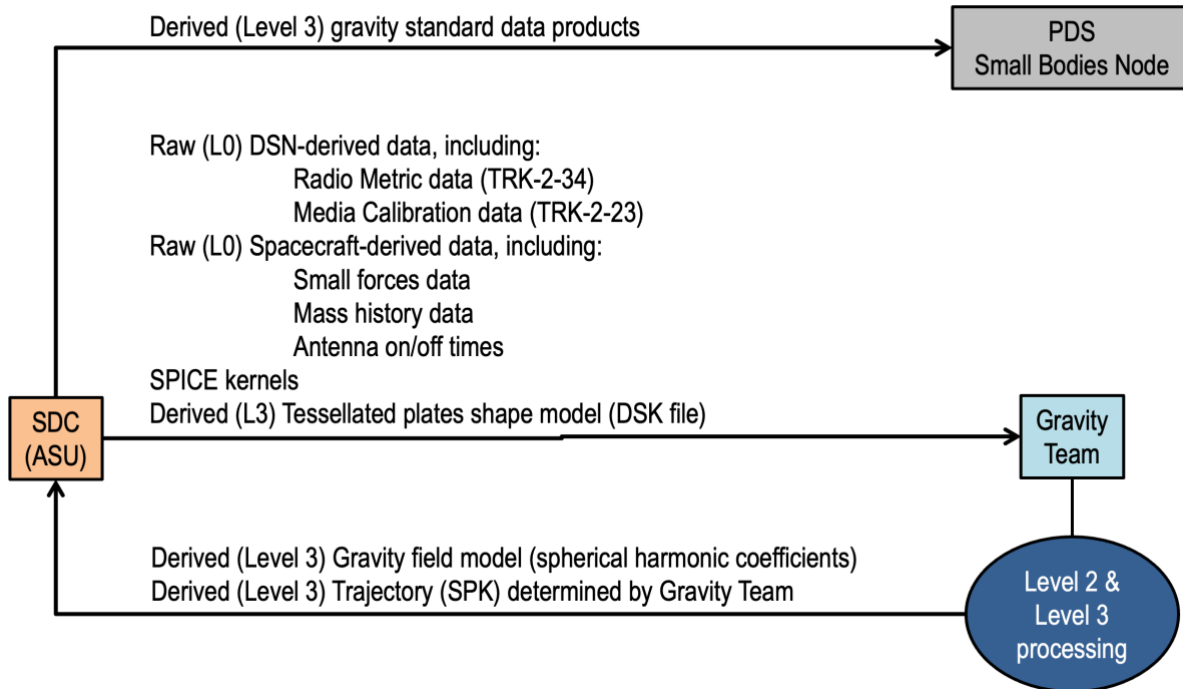 Derived (Level 3) gravity standard data products
PDS
Small Bodies Node
Raw (L0) DSN-derived data, including:
Radio Metric data (TRK-2-34)
Media Calibration data (TRK-2-23)
Raw (L0) Spacecraft-derived data, including:
Small forces data
Mass history data
Antenna on/off times
SPICE kernels
Derived (L3) Tessellated plates shape model (DSK file)
SDC
(ASU)
Gravity
Team
Derived (Level 3) Gravity field model (spherical harmonic coefficients)
Derived (Level 3) Trajectory (SPK) determined by Gravity Team
Level 2 &
Level 3
processing